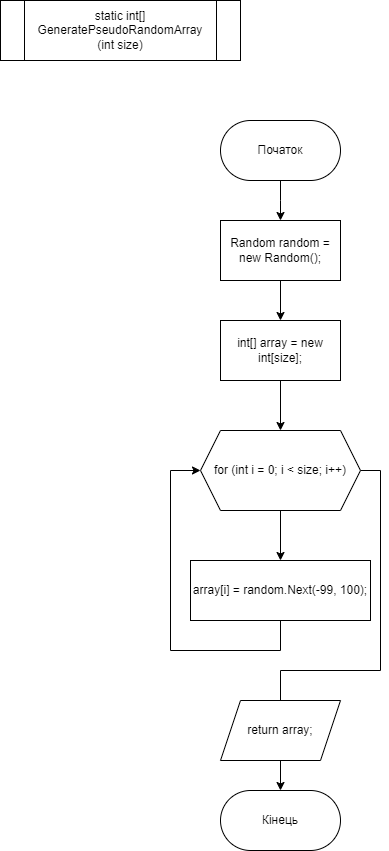 static int[]
GeneratePseudoRandomArray
(int size)
Початок
Random random =
new Random();
int[] array = new
int[size];
for (int i = 0; i < size; i++)
array[i] = random.Next(-99, 100);
return array;
Кінець